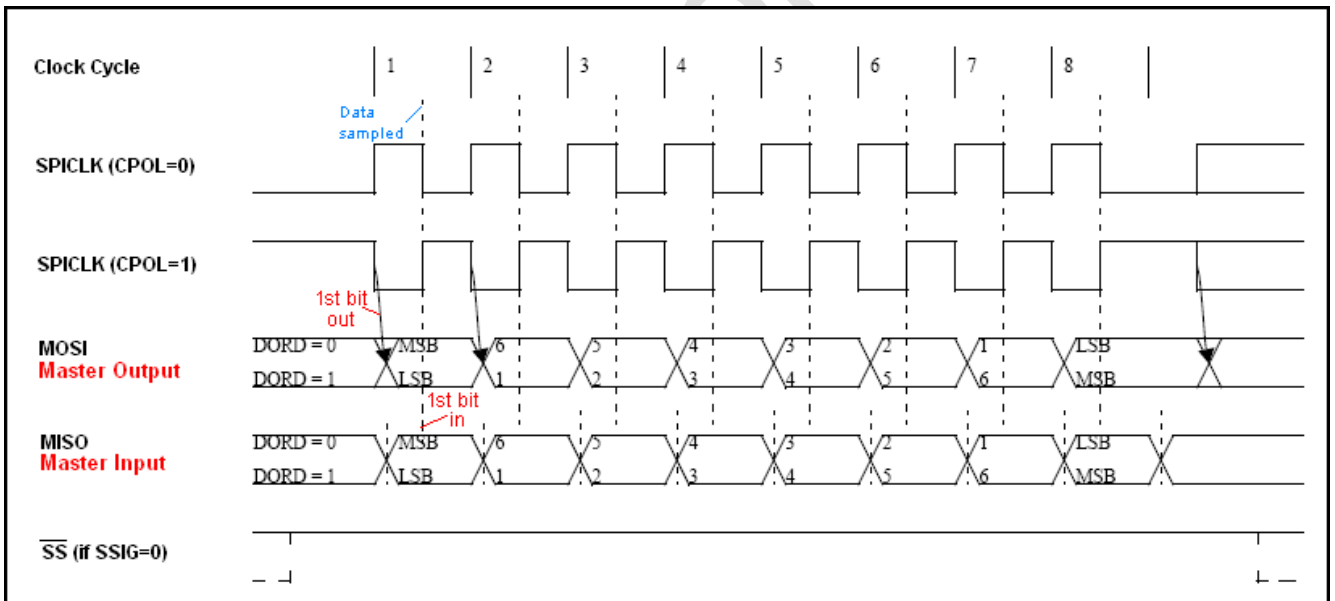 Clock Cycle 1 2 3 4 5 6 7 8
Data
sampled
SPICLK (CPOL=0)
SPICLK (CPOL=1)
1st bit
out
MOSI DORD = 0 MSB 6 5 4 3 2 1 LSB
Master Output DORD = 1 LSB 1 2 3 4 5 6 MSB
1st bit
in
MISO DORD = 0 MSB 6 5 4 3 2 1 LSB
Master Input DORD = 1 LSB 1 2 3 4 5 6 MSB
SS (if SSIG=0)